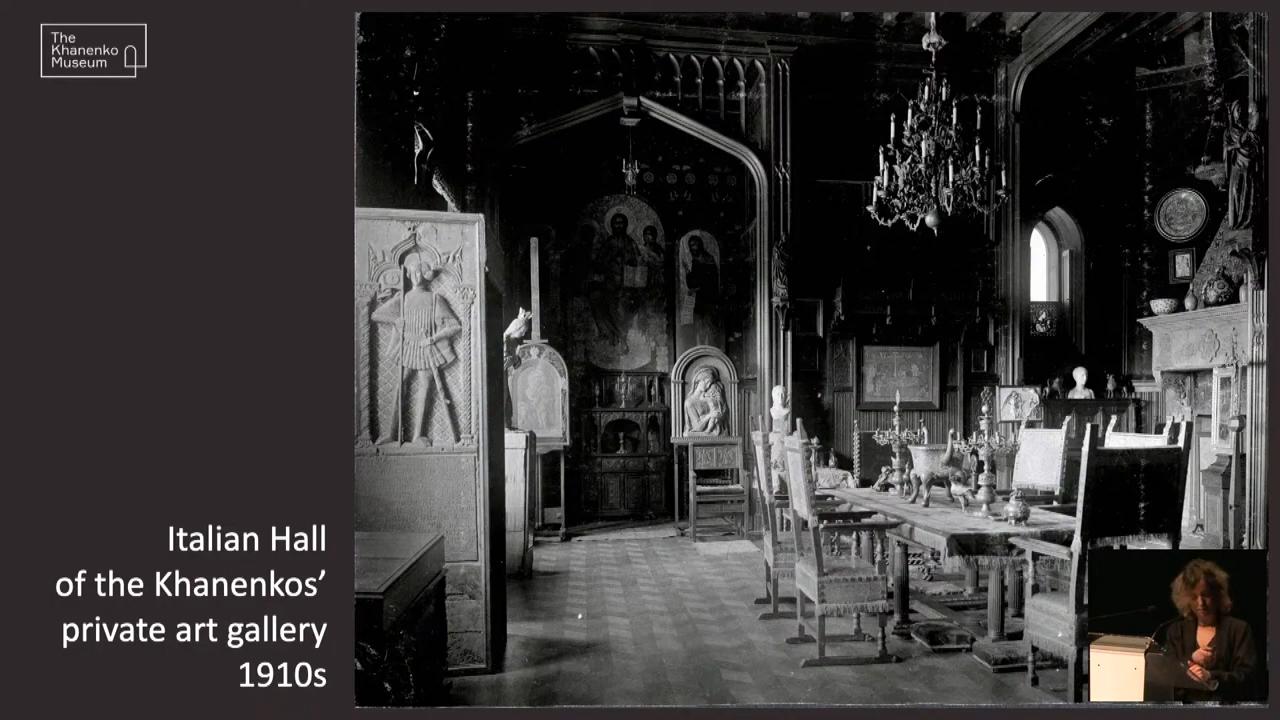 The
Khanenko
Museum
Italian Hall
of the Khanenkos’
private art gallery
1910s